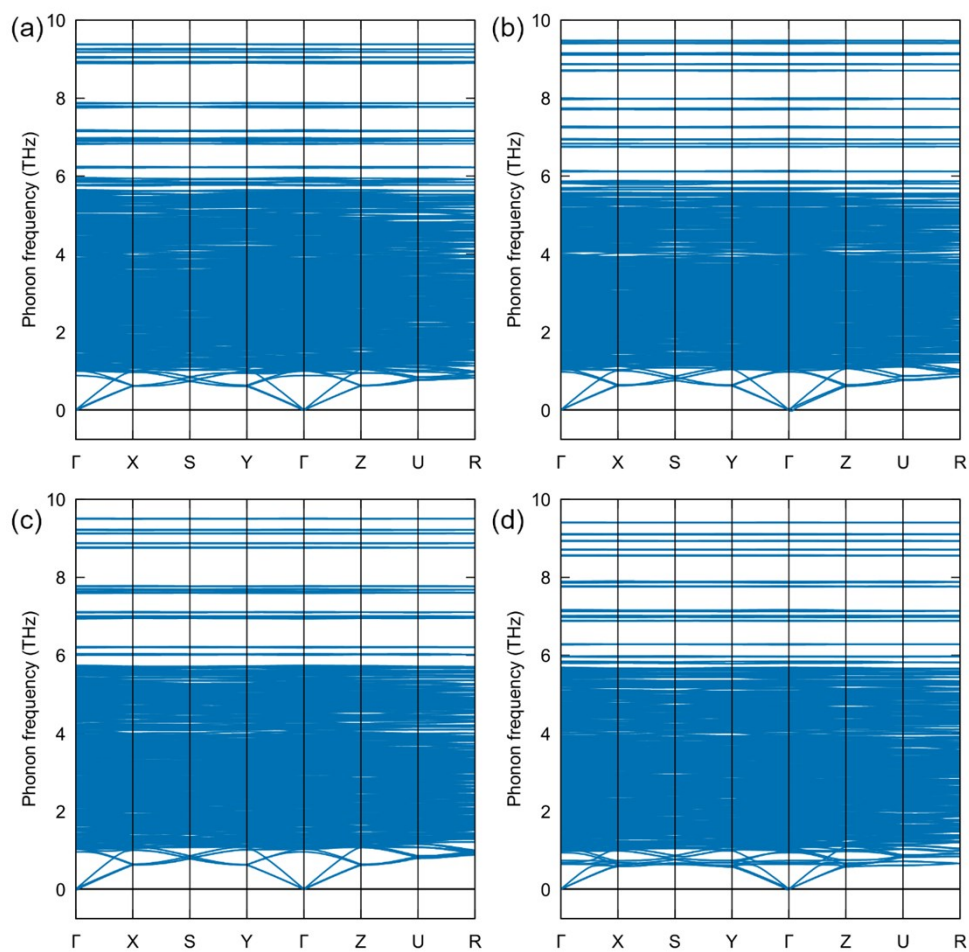 (a)
10
8
6
4
2
0
Phonon frequency (THz)
Γ X S Y Γ Z U R
(b)
10
8
6
4
2
0
Phonon frequency (THz)
Γ X S Y Γ Z U R
(c)
10
8
6
4
2
0
Phonon frequency (THz)
Γ X S Y Γ Z U R
(d)
10
8
6
4
2
0
Phonon frequency (THz)
Γ X S Y Γ Z U R